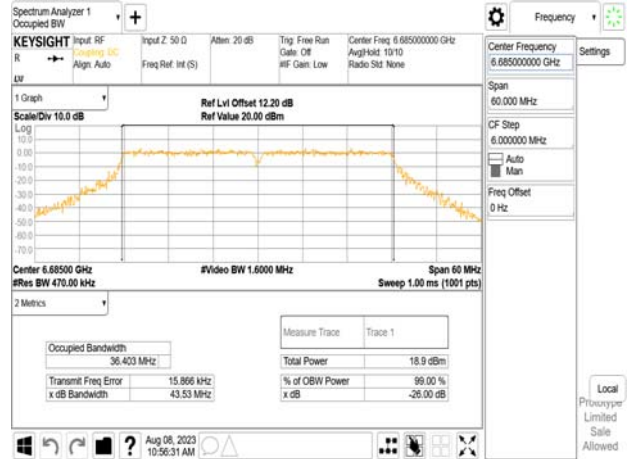 Spectrum Analyzer 1
Occupied BW
KEYSIGHT
R
Input: RF
Coupling: DC
Align: Auto
Input Z: 50 Ω
Freq Ref: Int (S)
Atten: 20 dB
Trig: Free Run
Gate: Off
#IF Gain: Low
Center Freq: 6.685000000 GHz
Avg|Hold: 10/10
Radio Std: None
1 Graph
Scale/Div 10.0 dB
Ref Lvl Offset 12.20 dB
Ref Value 20.00 dBm
Log
10.0
0.00
-10.0
-20.0
-30.0
-40.0
-50.0
-60.0
-70.0
Center 6.68500 GHz
#Res BW 470.00 kHz
#Video BW 1.6000 MHz
Span 60 MHz
Sweep 1.00 ms (1001 pts)
2 Metrics
Measure Trace Trace 1
Occupied Bandwidth
36.403 MHz
Total Power 18.9 dBm
Transmit Freq Error 15.866 kHz
% of OBW Power 99.00 %
x dB Bandwidth 43.53 MHz
x dB -26.00 dB
Aug 08, 2023
10:56:31 AM
Frequency
Settings
Center Frequency
6.685000000 GHz
Span
60.000 MHz
CF Step
6.000000 MHz
Auto
Man
Freq Offset
0 Hz
Local
Prototype
Limited
Sale
Allowed